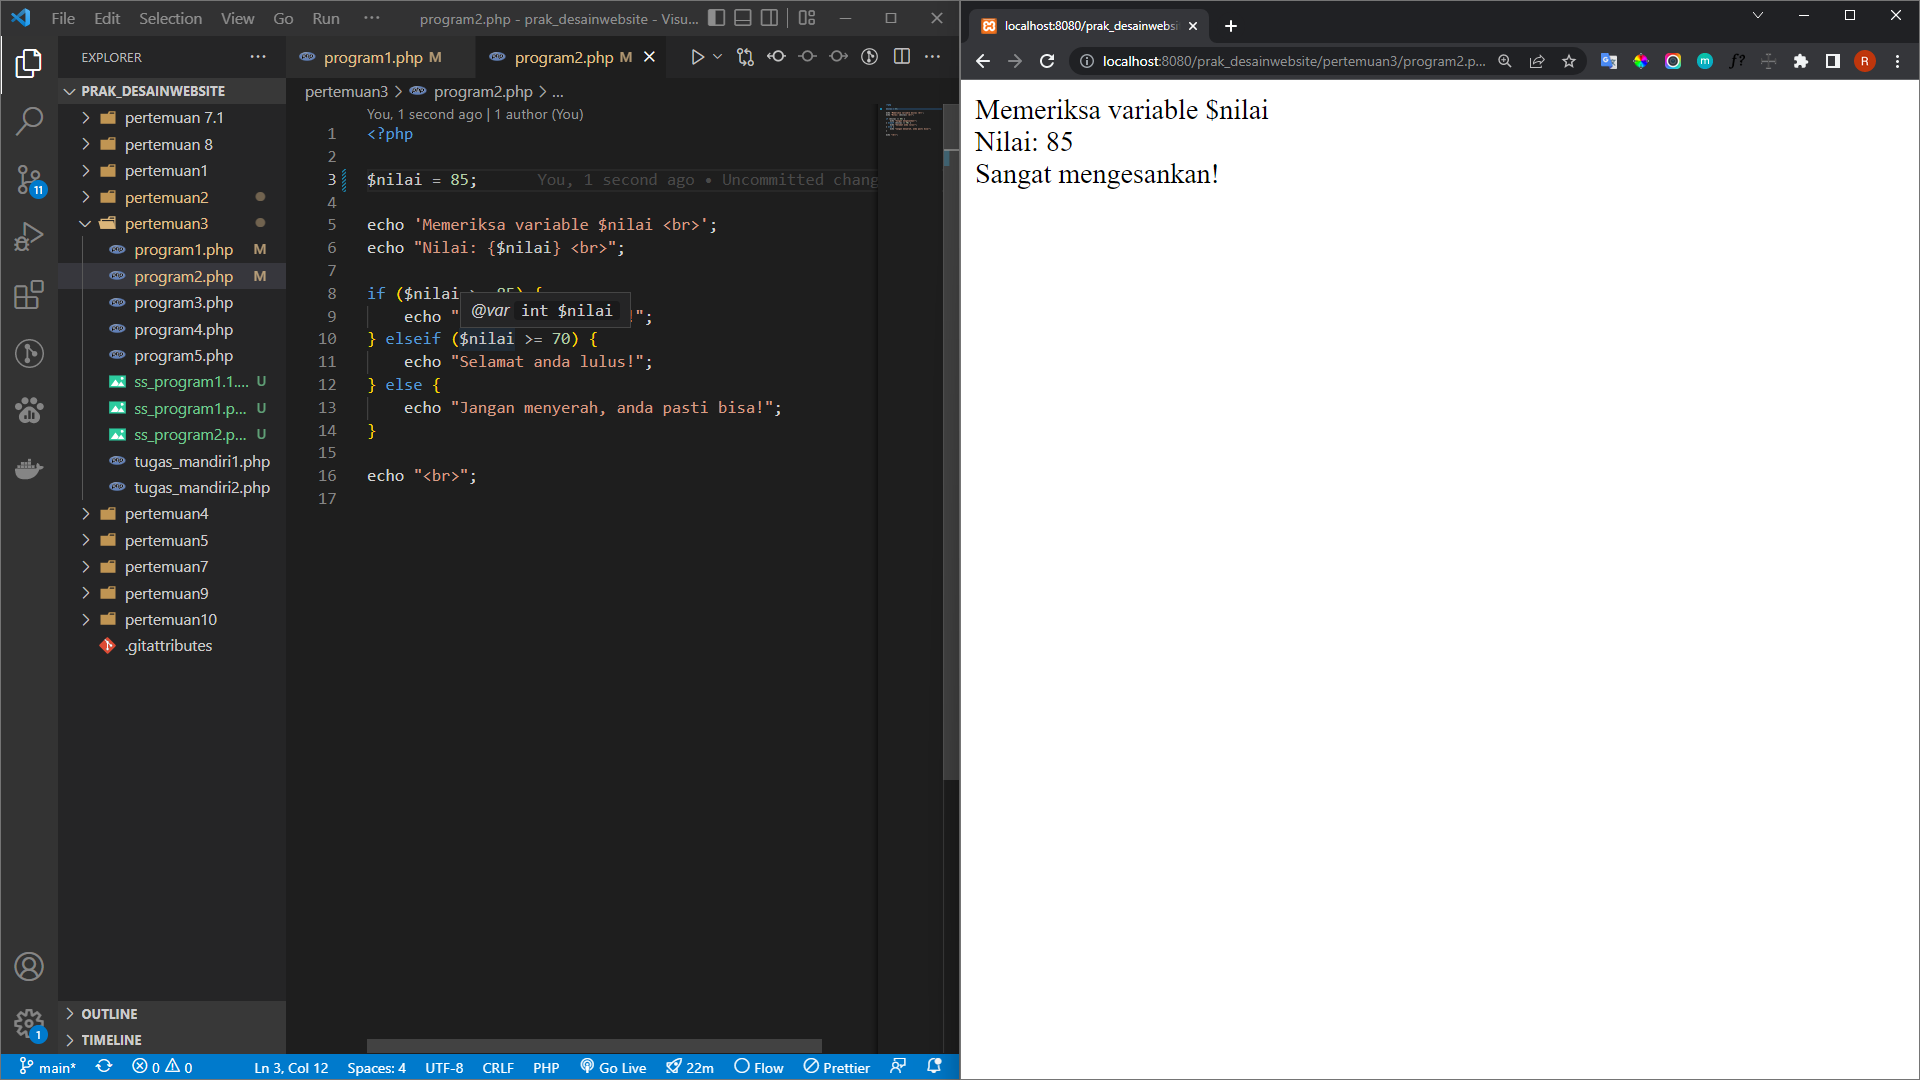 File Edit Selection View Go Run ··· program2.php - prak_desainwebsite - Visu...
EXPLORER ···
PRAK_DESAINWEBSITE
pertemuan 7.1
pertemuan 8
pertemuan1
pertemuan2
pertemuan3
program1.php M
program2.php M
program3.php
program4.php
program5.php
ss_program1.1.... U
ss_program1.p... U
ss_program2.p... U
tugas_mandiri1.php
tugas_mandiri2.php
pertemuan4
pertemuan5
pertemuan7
pertemuan9
pertemuan10
.gitattributes
OUTLINE
TIMELINE
11
1
program1.php M program2.php M
pertemuan3 > program2.php > ...
You, 1 second ago | 1 author (You)
1 <?php
2
3 $nilai = 85; You, 1 second ago • Uncommitted chang
4
5 echo 'Memeriksa variable $nilai <br>';
6 echo "Nilai: {$nilai} <br>";
7
8 if ($nilai >= 85) {
@var int $nilai
9 echo " !";
10 } elseif ($nilai >= 70) {
11 echo "Selamat anda lulus!";
12 } else {
13 echo "Jangan menyerah, anda pasti bisa!";
14 }
15
16 echo "<br>";
17
main* 0 0 Ln 3, Col 12 Spaces: 4 UTF-8 CRLF PHP Go Live 22m Flow Prettier
localhost:8080/prak_desainwebsi
localhost:8080/prak_desainwebsite/pertemuan3/program2.p...
m f? R
Memeriksa variable $nilai
Nilai: 85
Sangat mengesankan!